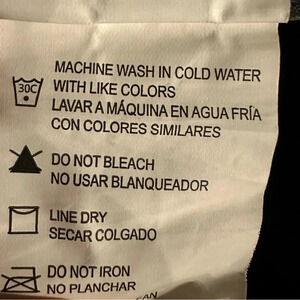 MACHINE WASH IN COLD WATER
30C WITH LIKE COLORS
LAVAR A MÁQUINA EN AGUA FRÍA
CON COLORES SIMILARES
DO NOT BLEACH
NO USAR BLANQUEADOR
LINE DRY
SECAR COLGADO
DO NOT IRON
NO PLANCHAR